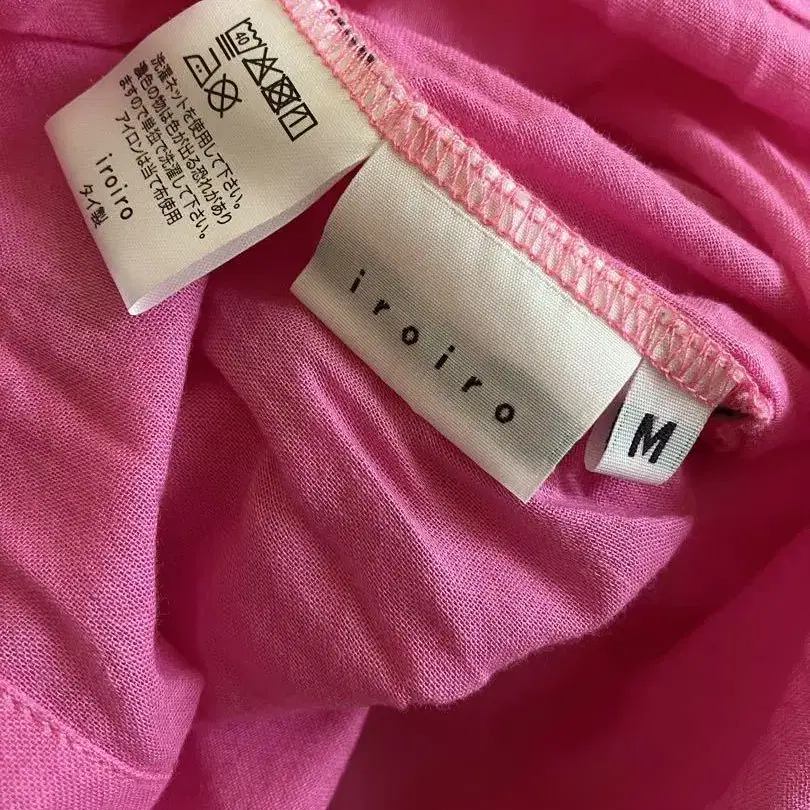 40
洗濯ネットを使用して下さい。
濃色の物は色が出る恐れがあり
ますので単独で洗濯して下さい。
アイロンは当て布使用
iroiro
タイ製
iroiro
M